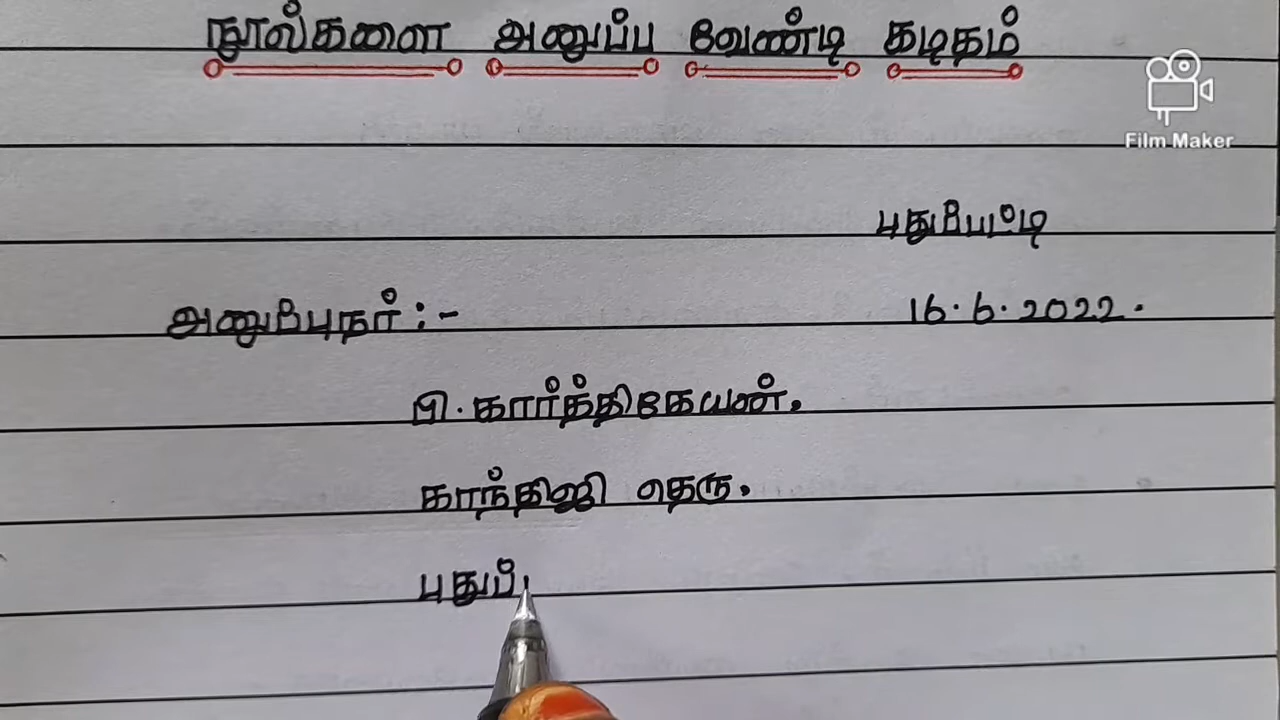 நூல்களை அனுப்ப வேண்டி கடிதம்
Film Maker
புதுப்பட்டி
அனுப்புநர் :-
16.6.2022.
பி. கார்த்திகேயன்.
காந்திஜி தெரு.
புதுப்